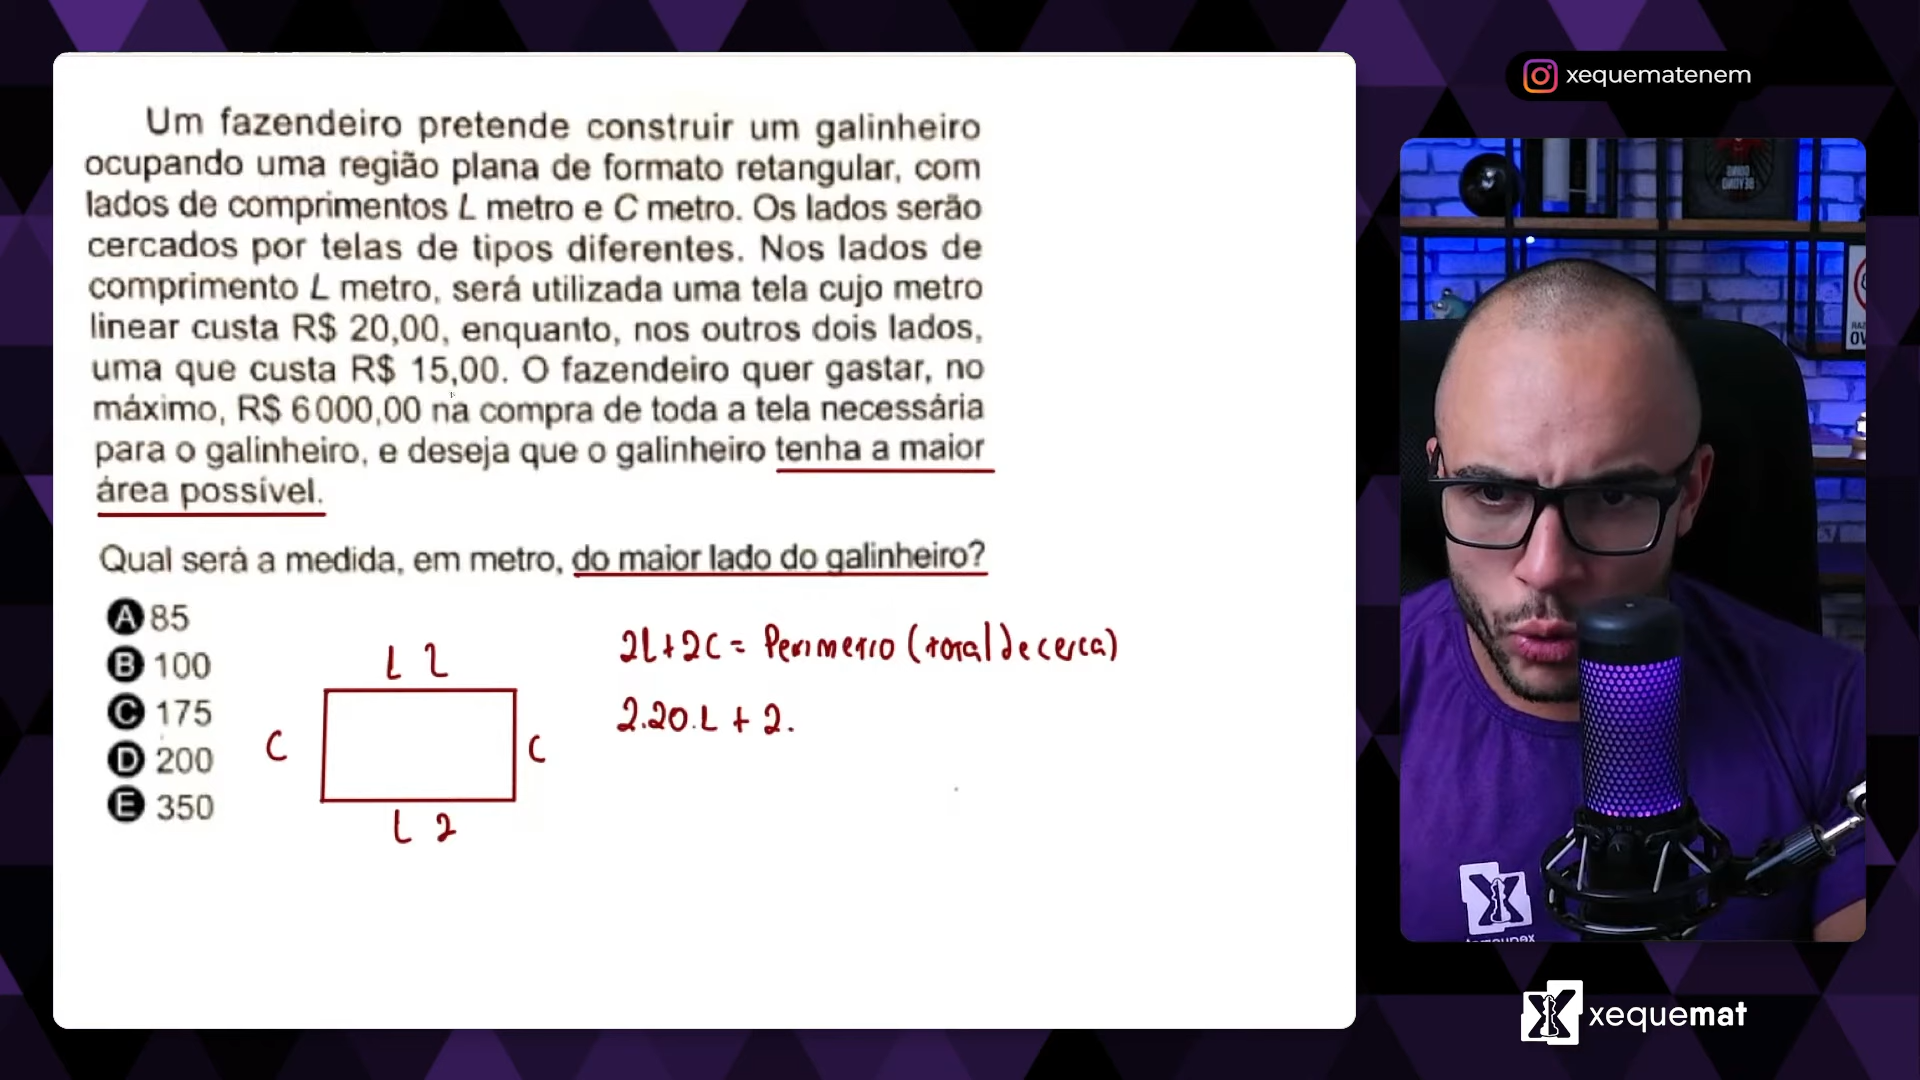 xequematenem
Um fazendeiro pretende construir um galinheiro
ocupando uma região plana de formato retangular, com
lados de comprimentos L metro e C metro. Os lados serão
cercados por telas de tipos diferentes. Nos lados de
comprimento L metro, será utilizada uma tela cujo metro
linear custa R$ 20,00, enquanto, nos outros dois lados,
uma que custa R$ 15,00. O fazendeiro quer gastar, no
máximo, R$ 6 000,00 na compra de toda a tela necessária
para o galinheiro, e deseja que o galinheiro tenha a maior
área possível.
Qual será a medida, em metro, do maior lado do galinheiro?
A 85
B 100
C 175
D 200
E 350
L 2
C
C
L 2
2L + 2C = Perimetro (total de cerca)
2.20.L + 2.
xequemat